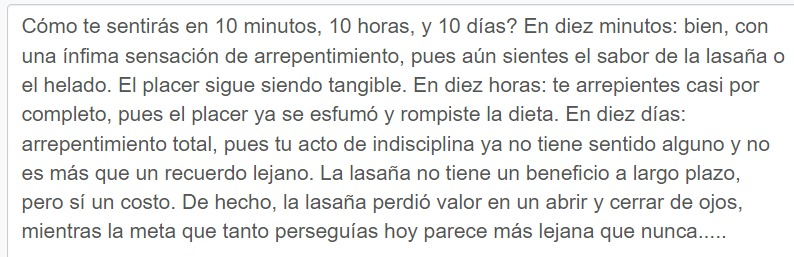 Cómo te sentirás en 10 minutos, 10 horas, y 10 días? En diez minutos: bien, con
una ínfima sensación de arrepentimiento, pues aún sientes el sabor de la lasaña o
el helado. El placer sigue siendo tangible. En diez horas: te arrepientes casi por
completo, pues el placer ya se esfumó y rompiste la dieta. En diez días:
arrepentimiento total, pues tu acto de indisciplina ya no tiene sentido alguno y no
es más que un recuerdo lejano. La lasaña no tiene un beneficio a largo plazo,
pero sí un costo. De hecho, la lasaña perdió valor en un abrir y cerrar de ojos,
mientras la meta que tanto perseguías hoy parece más lejana que nunca.....